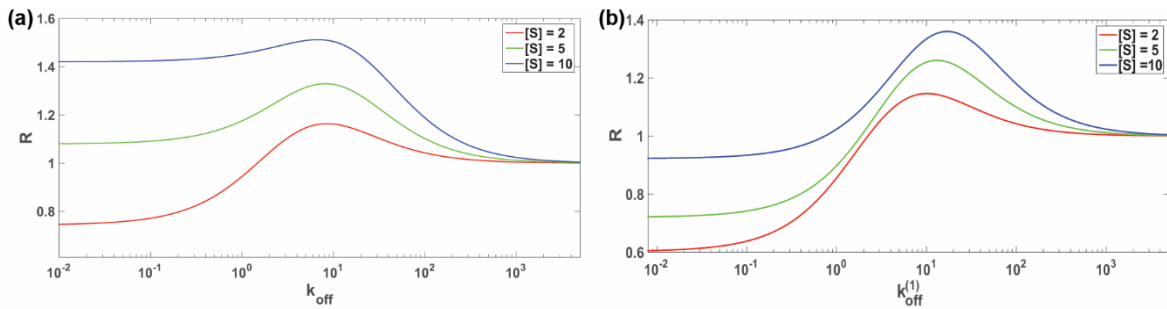 (a)
1.6
1.4
1.2
1
0.8
R
[S] = 2
[S] = 5
[S] = 10
10^-2 10^-1 10^0 10^1 10^2 10^3
k_off
(b)
1.4
1.2
1
0.8
0.6
R
[S] = 2
[S] = 5
[S] =10
10^-2 10^-1 10^0 10^1 10^2 10^3
k_off^(1)